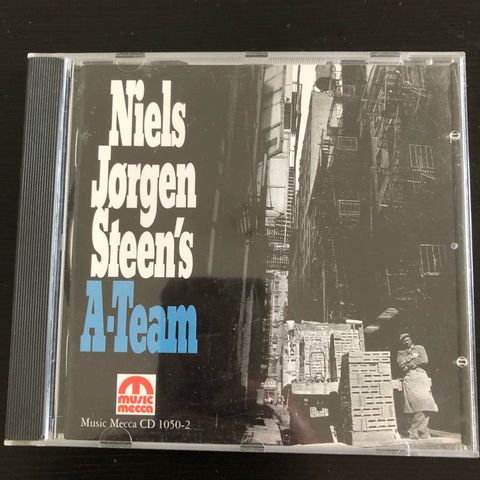 Niels
Jørgen
Steen's
A-Team
music
mecca
Music Mecca CD 1050-2